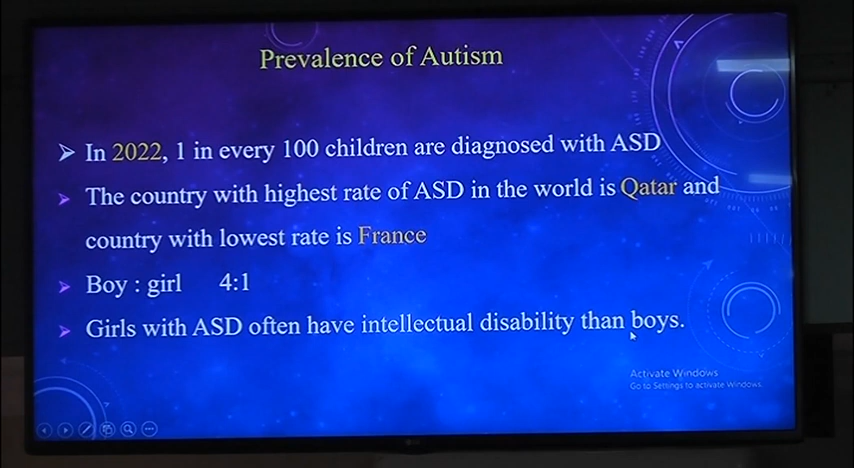 Prevalence of Autism
In 2022, 1 in every 100 children are diagnosed with ASD
The country with highest rate of ASD in the world is Qatar and
country with lowest rate is France
Boy : girl 4:1
Girls with ASD often have intellectual disability than boys.
Activate Windows
Go to Settings to activate Windows.